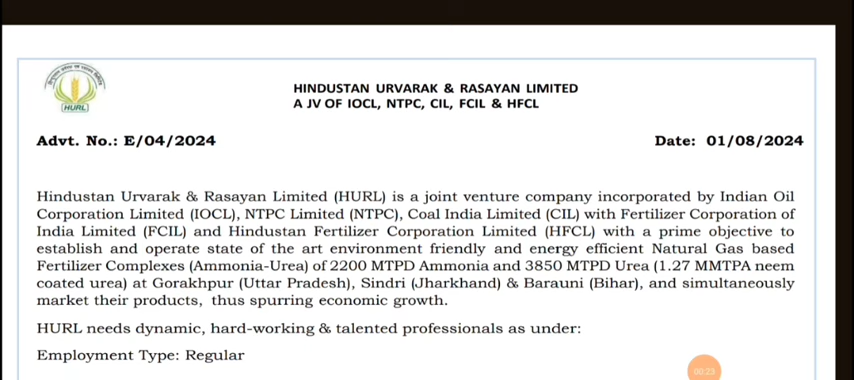 HURL
HINDUSTAN URVARAK & RASAYAN LIMITED
A JV OF IOCL, NTPC, CIL, FCIL & HFCL
Advt. No.: E/04/2024
Date: 01/08/2024
Hindustan Urvarak & Rasayan Limited (HURL) is a joint venture company incorporated by Indian Oil
Corporation Limited (IOCL), NTPC Limited (NTPC), Coal India Limited (CIL) with Fertilizer Corporation of
India Limited (FCIL) and Hindustan Fertilizer Corporation Limited (HFCL) with a prime objective to
establish and operate state of the art environment friendly and energy efficient Natural Gas based
Fertilizer Complexes (Ammonia-Urea) of 2200 MTPD Ammonia and 3850 MTPD Urea (1.27 MMTPA neem
coated urea) at Gorakhpur (Uttar Pradesh), Sindri (Jharkhand) & Barauni (Bihar), and simultaneously
market their products, thus spurring economic growth.
HURL needs dynamic, hard-working & talented professionals as under:
Employment Type: Regular
00:23